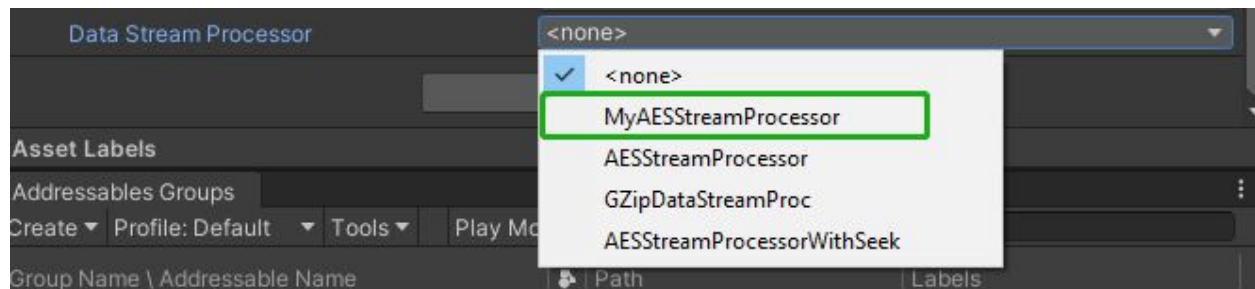 Data Stream Processor
<none>
<none>
MyAESStreamProcessor
AESStreamProcessor
GZipDataStreamProc
AESStreamProcessorWithSeek
Asset Labels
Addressables Groups
Create Profile: Default Tools Play Mo
Group Name \ Addressable Name Path Labels